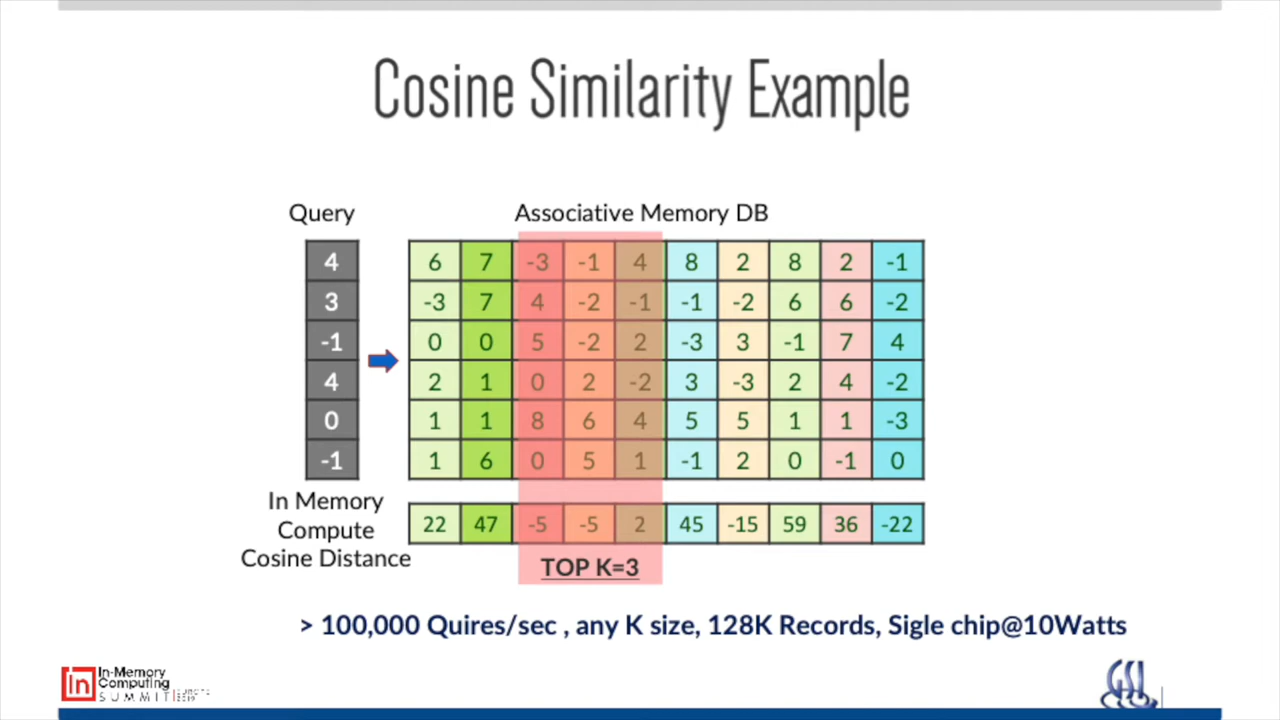 Cosine Similarity Example
Query
Associative Memory DB
4 6 7 -3 -1 4 8 2 8 2 -1
3 -3 7 4 -2 -1 -1 -2 6 6 -2
-1 0 0 5 -2 2 -3 3 -1 7 4
4 2 1 0 2 -2 3 -3 2 4 -2
0 1 1 8 6 4 5 5 1 1 -3
-1 1 6 0 5 1 -1 2 0 -1 0
In Memory
Compute
Cosine Distance
22 47 -5 -5 2 45 -15 59 36 -22
TOP K=3
> 100,000 Quires/sec , any K size, 128K Records, Sigle chip@10Watts
In
In-Memory
Computing
SUMMIT
GSI